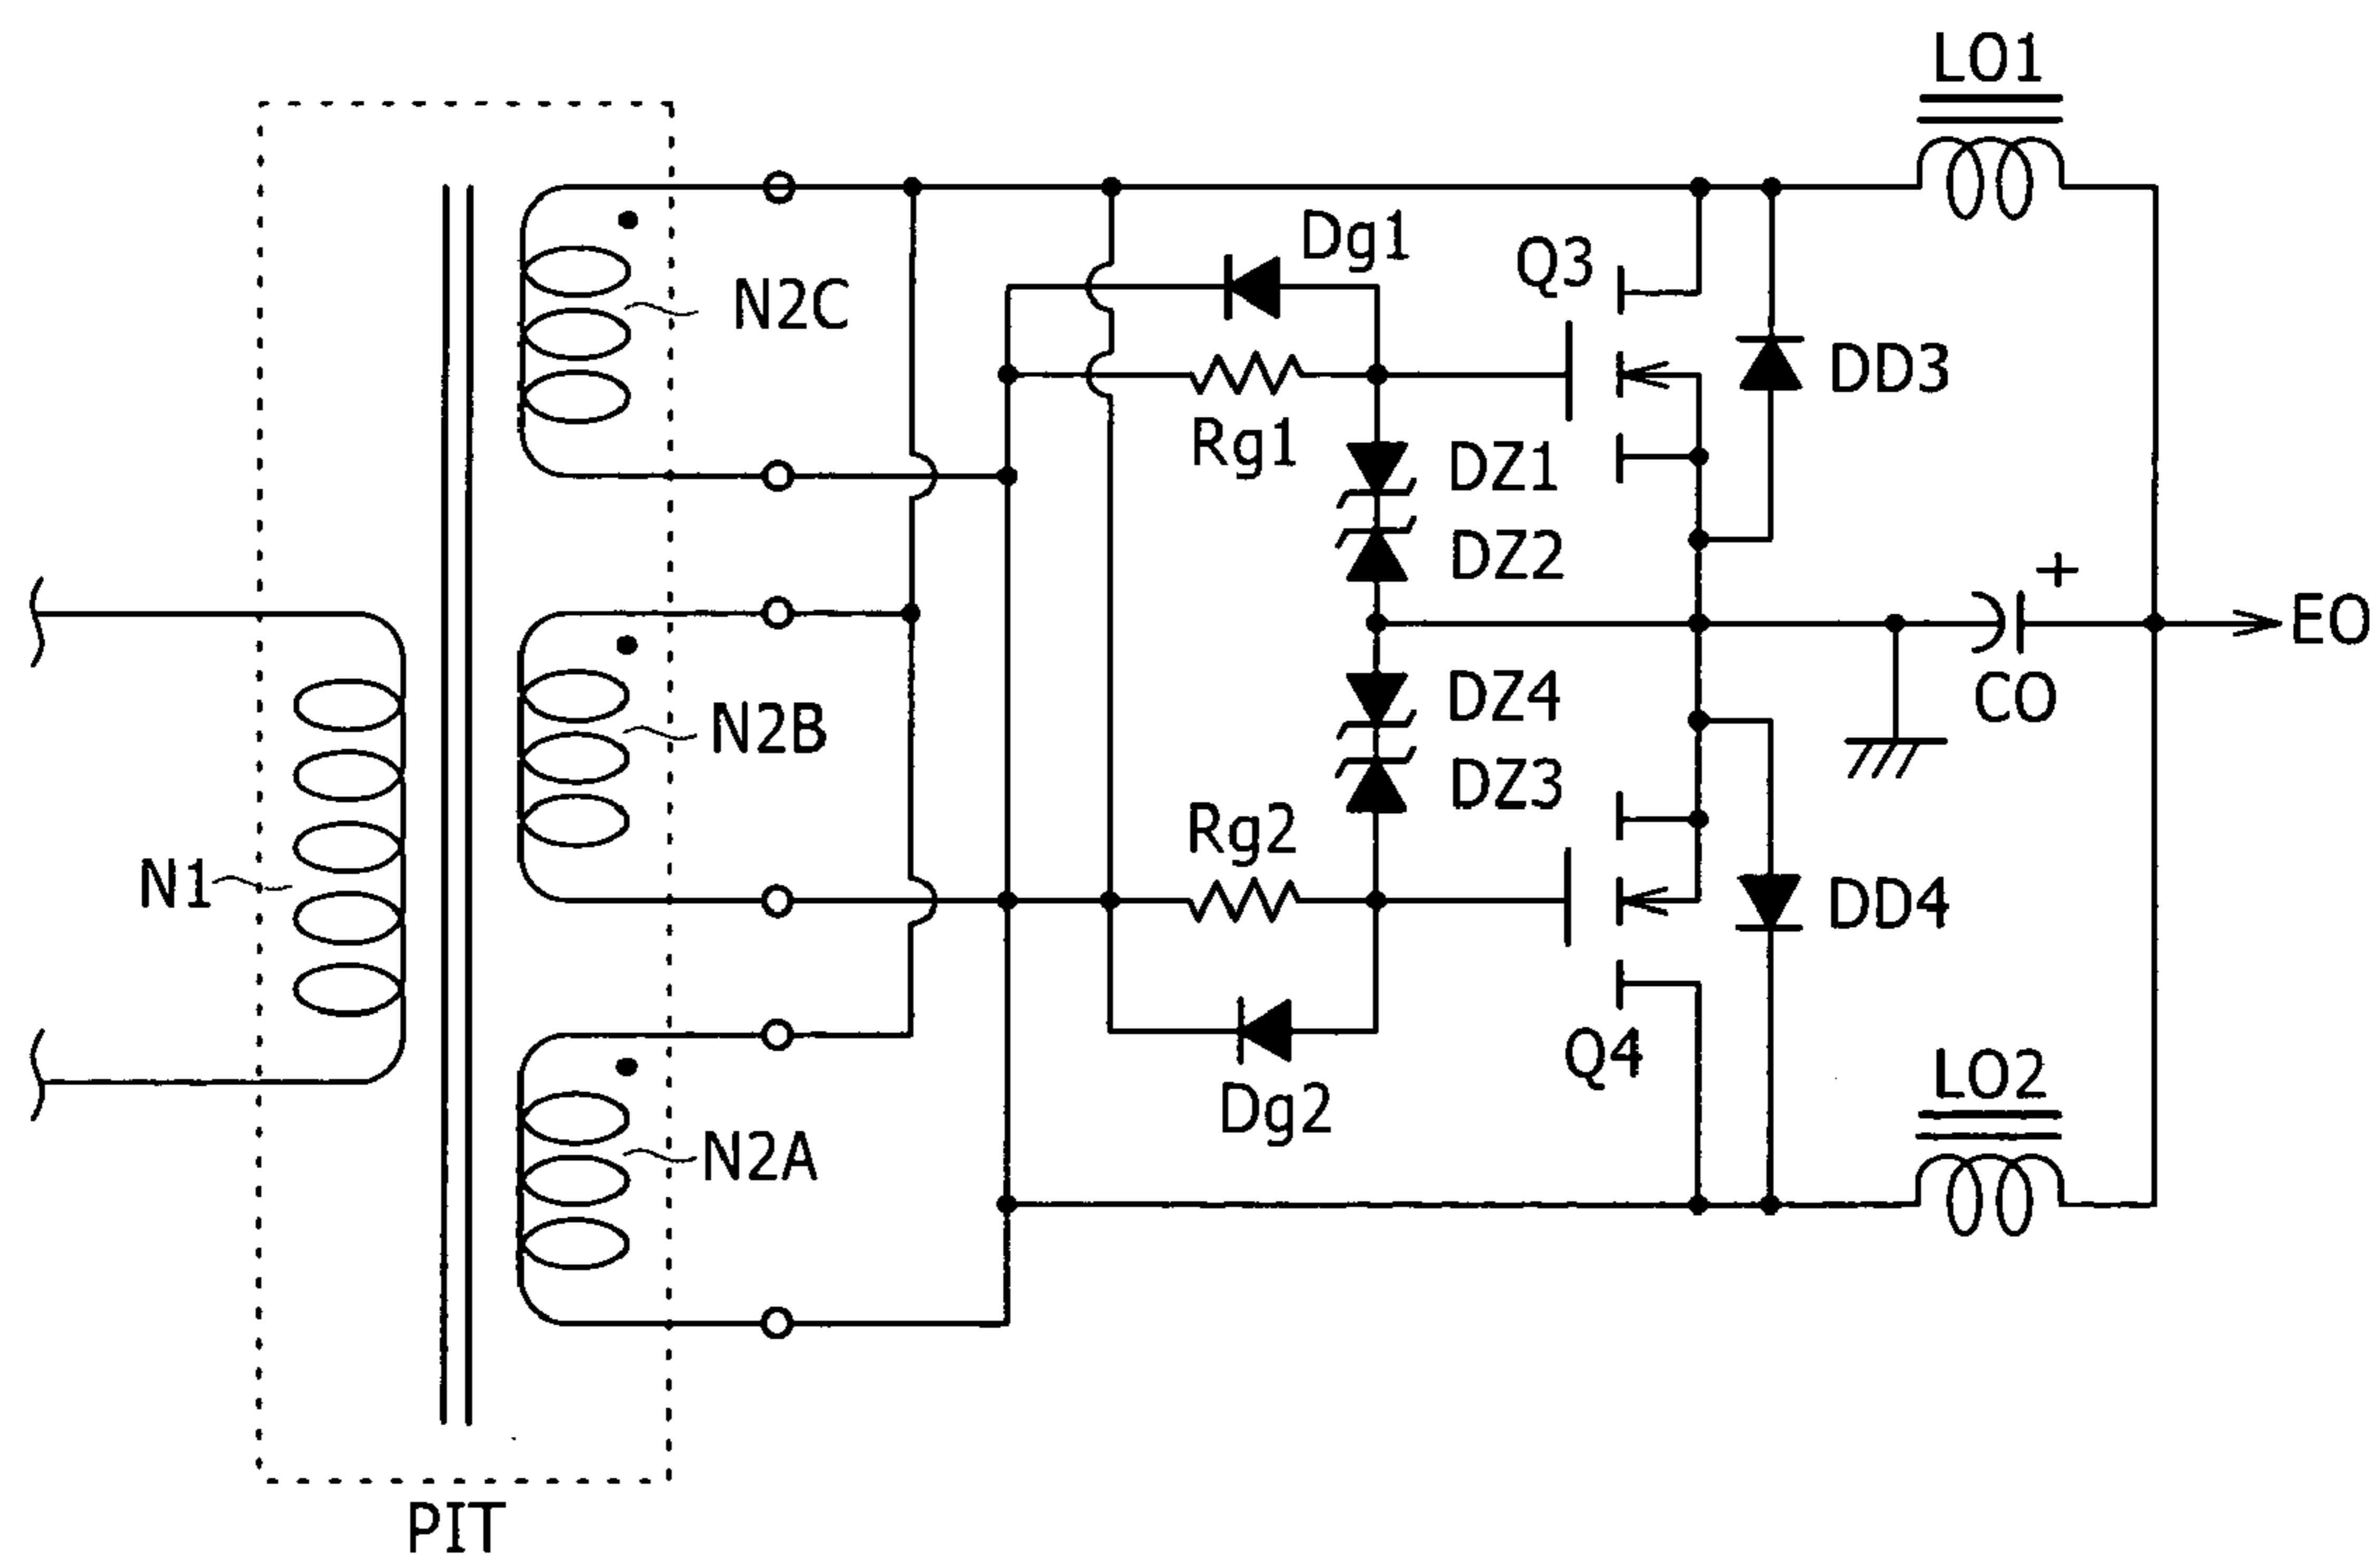 LO1
Dg1
Q3
N2C
DD3
Rg1
DZ1
DZ2
+
EO
CO
N2B
DZ4
DZ3
Rg2
N1
DD4
Q4
LO2
Dg2
N2A
PIT